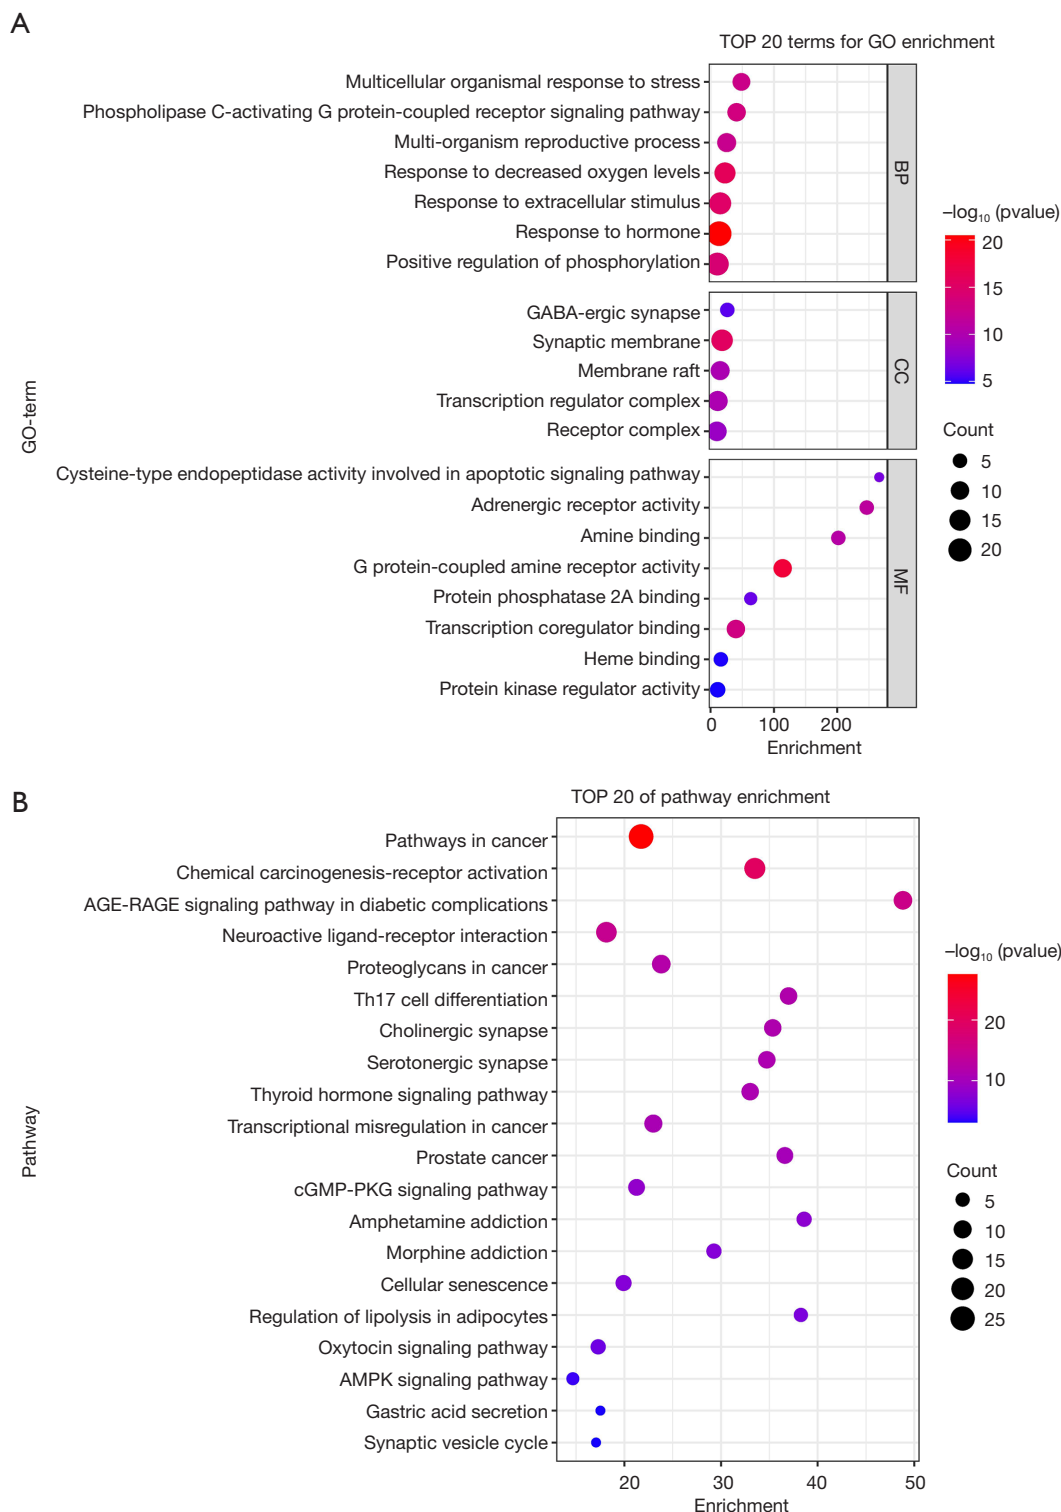 A
TOP 20 terms for GO enrichment
Multicellular organismal response to stress
Phospholipase C-activating G protein-coupled receptor signaling pathway
Multi-organism reproductive process
Response to decreased oxygen levels
Response to extracellular stimulus
Response to hormone
Positive regulation of phosphorylation
BP
GABA-ergic synapse
Synaptic membrane
Membrane raft
Transcription regulator complex
Receptor complex
CC
Cysteine-type endopeptidase activity involved in apoptotic signaling pathway
Adrenergic receptor activity
Amine binding
G protein-coupled amine receptor activity
Protein phosphatase 2A binding
Transcription coregulator binding
Heme binding
Protein kinase regulator activity
MF
GO-term
0 100 200
Enrichment
–log10 (pvalue)
20
15
10
5
Count
5
10
15
20
B
TOP 20 of pathway enrichment
Pathways in cancer
Chemical carcinogenesis-receptor activation
AGE-RAGE signaling pathway in diabetic complications
Neuroactive ligand-receptor interaction
Proteoglycans in cancer
Th17 cell differentiation
Cholinergic synapse
Serotonergic synapse
Thyroid hormone signaling pathway
Transcriptional misregulation in cancer
Prostate cancer
cGMP-PKG signaling pathway
Amphetamine addiction
Morphine addiction
Cellular senescence
Regulation of lipolysis in adipocytes
Oxytocin signaling pathway
AMPK signaling pathway
Gastric acid secretion
Synaptic vesicle cycle
Pathway
20 30 40 50
Enrichment
–log10 (pvalue)
20
10
Count
5
10
15
20
25